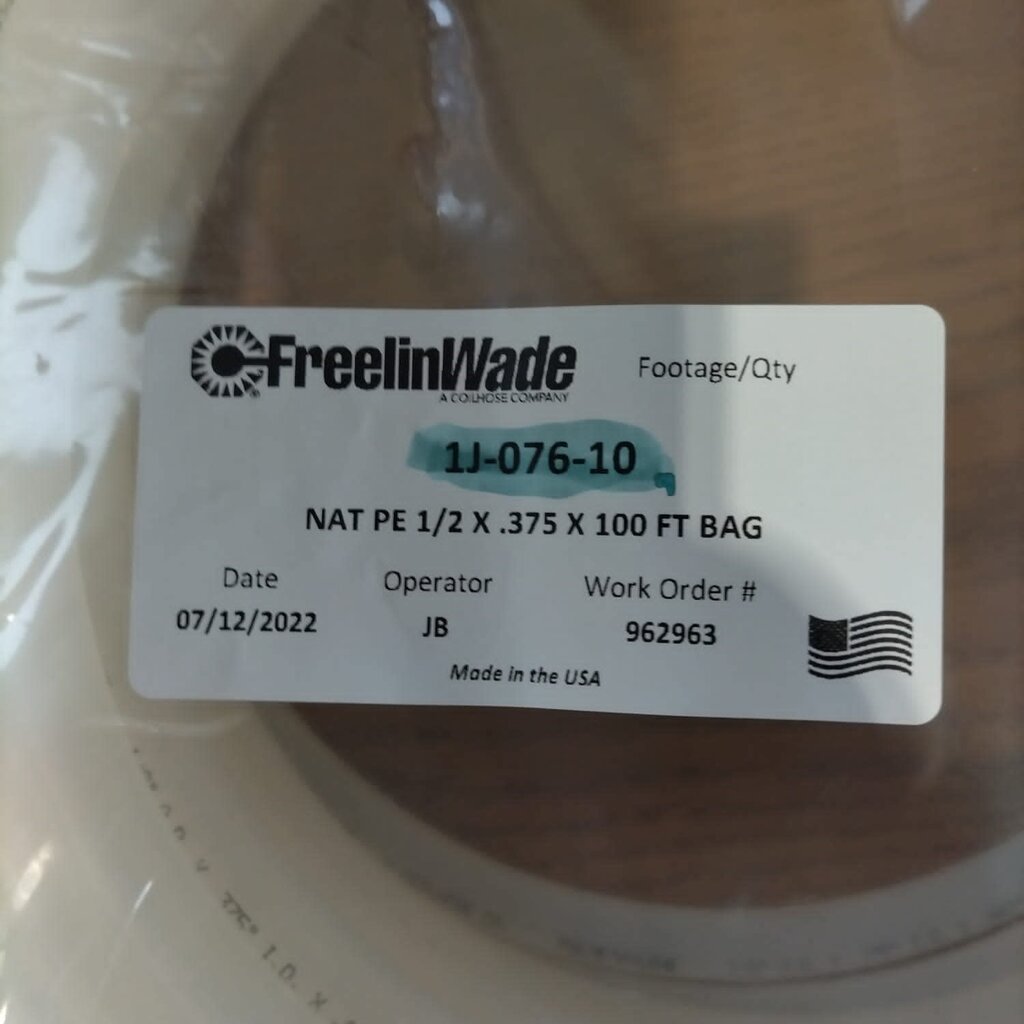 FreelinWade
A COILHOSE COMPANY
Footage/Qty
1J-076-10
NAT PE 1/2 X .375 X 100 FT BAG
Date Operator Work Order #
07/12/2022 JB 962963
Made in the USA
.375" I.D. X